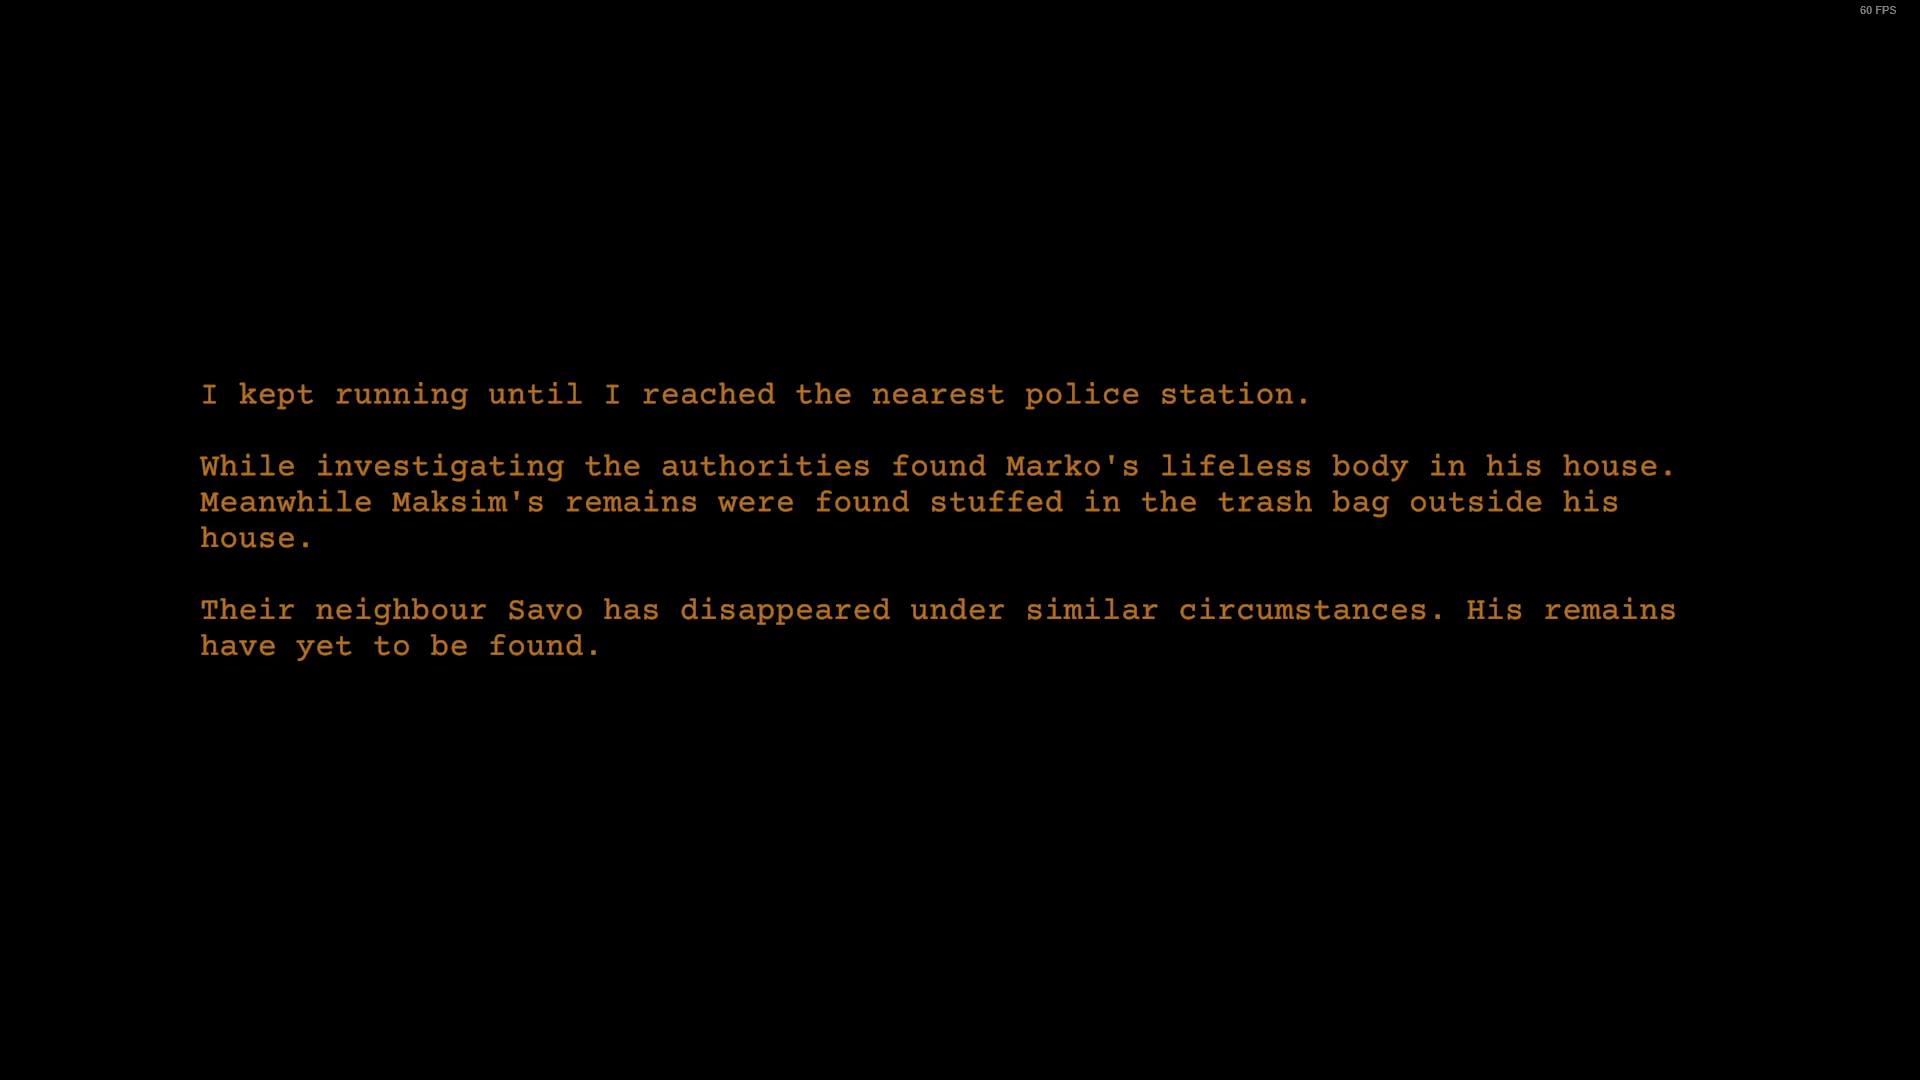 60 FPS
I kept running until I reached the nearest police station.
While investigating the authorities found Marko's lifeless body in his house.
Meanwhile Maksim's remains were found stuffed in the trash bag outside his
house.
Their neighbour Savo has disappeared under similar circumstances. His remains
have yet to be found.